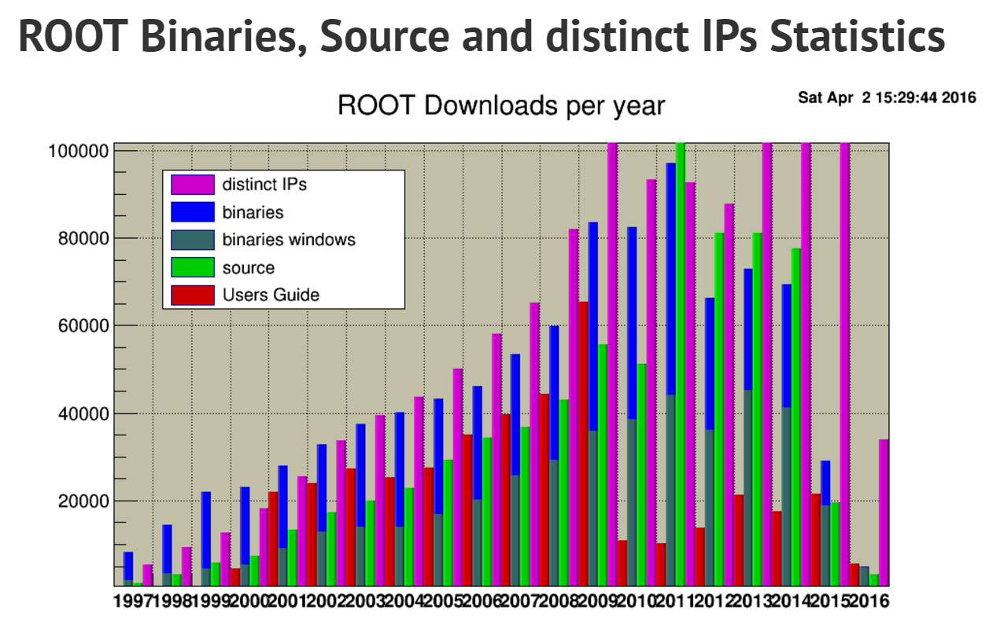 ROOT Binaries, Source and distinct IPs Statistics
Sat Apr  2 15:29:44 2016
ROOT Downloads per year
100000
80000
60000
40000
20000
distinct IPs
binaries
binaries windows
source
Users Guide
1997 1998 1999 2000 2001 2002 2003 2004 2005 2006 2007 2008 2009 2010 2011 2012 2013 2014 2015 2016